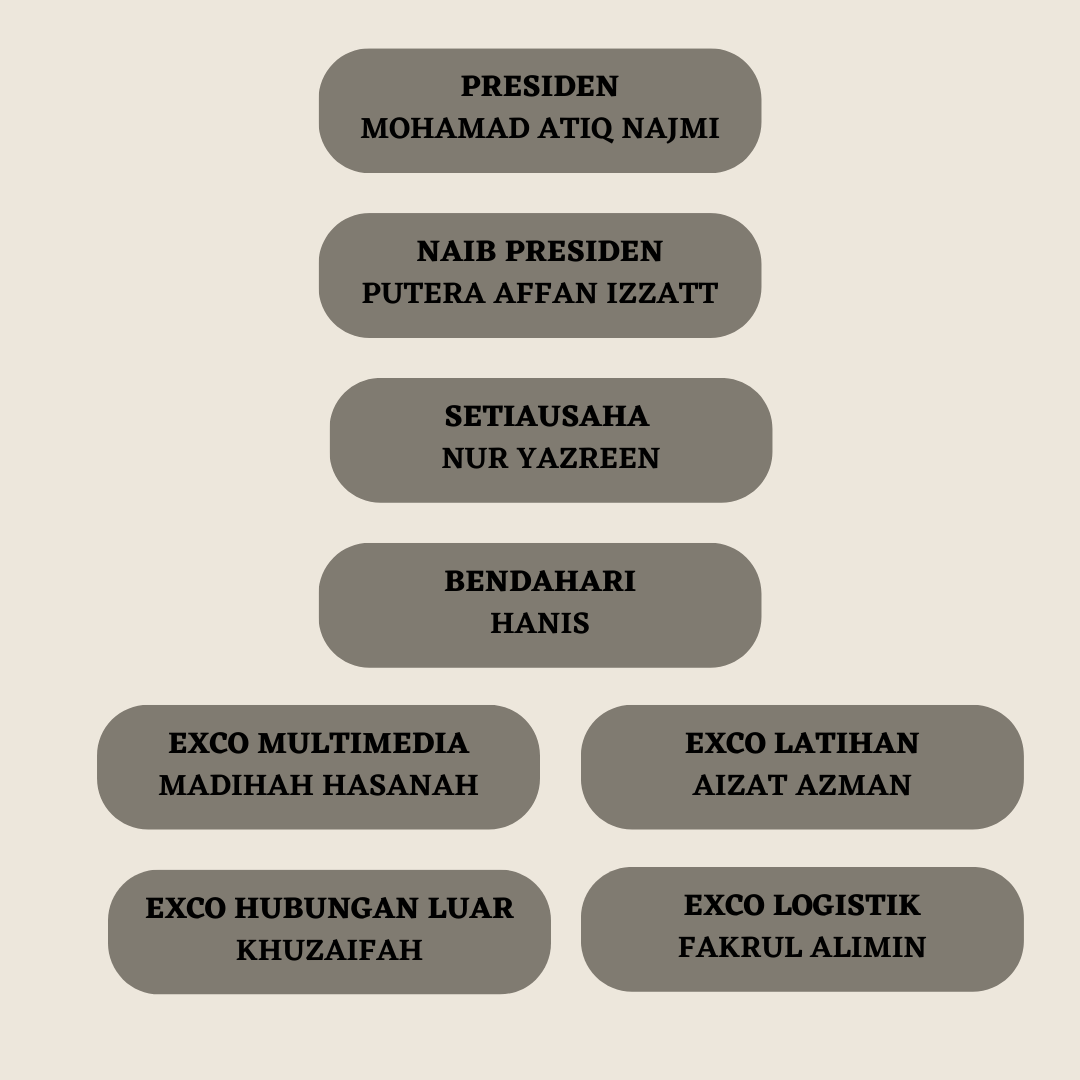 PRESIDEN
MOHAMAD ATIQ NAJMI
NAIB PRESIDEN
PUTERA AFFAN IZZATT
SETIAUSAHA
NUR YAZREEN
BENDAHARI
HANIS
EXCO MULTIMEDIA
MADIHAH HASANAH
EXCO LATIHAN
AIZAT AZMAN
EXCO HUBUNGAN LUAR
KHUZAIFAH
EXCO LOGISTIK
FAKRUL ALIMIN